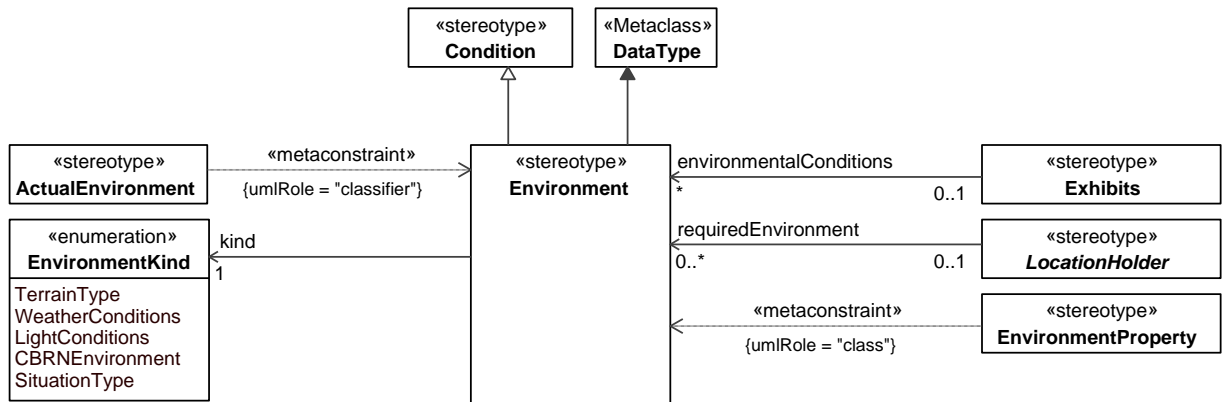 «stereotype»
Condition
«Metaclass»
DataType
«stereotype»
ActualEnvironment
«metaconstraint»
{umlRole = "classifier"}
«stereotype»
Environment
environmentalConditions
*
0..1
«stereotype»
Exhibits
«enumeration»
EnvironmentKind
TerrainType
WeatherConditions
LightConditions
CBRNEnvironment
SituationType
kind
1
requiredEnvironment
0..*
0..1
«stereotype»
LocationHolder
«metaconstraint»
{umlRole = "class"}
«stereotype»
EnvironmentProperty